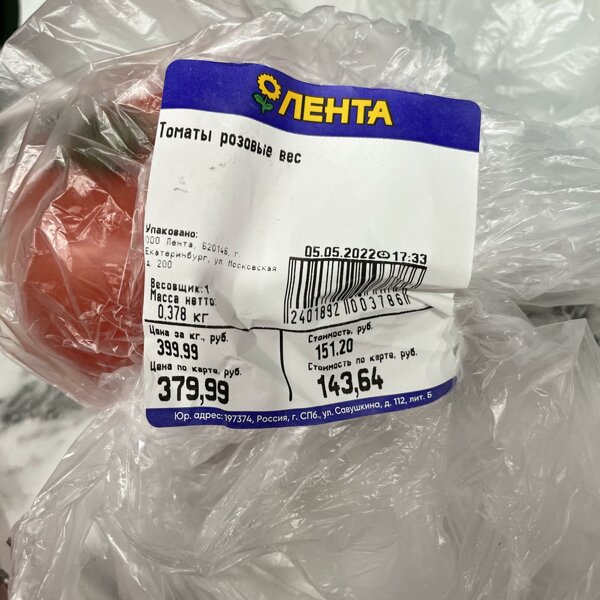 ЛЕНТА
Томаты розовые вес
Упаковано:
ООО Лента, 620146, г
Екатеринбург, ул Московская
д. 200
05.05.2022 17:33
Весовщик:1
Масса нетто:
0,378 кг
2401892 003786
Цена за кг., руб.
399.99
Цена по карте, руб.
379,99
Стоимость, руб.
151.20
Стоимость по карте, руб.
143,64
Юр. адрес: 197374, Россия, г. СПб., ул. Савушкина, д. 112, лит. Б